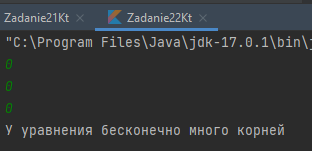 Zadanie21Kt × Zadanie22Kt ×
"C:\Program Files\Java\jdk-17.0.1\bin\
0
0
0
У уравнения бесконечно много корней